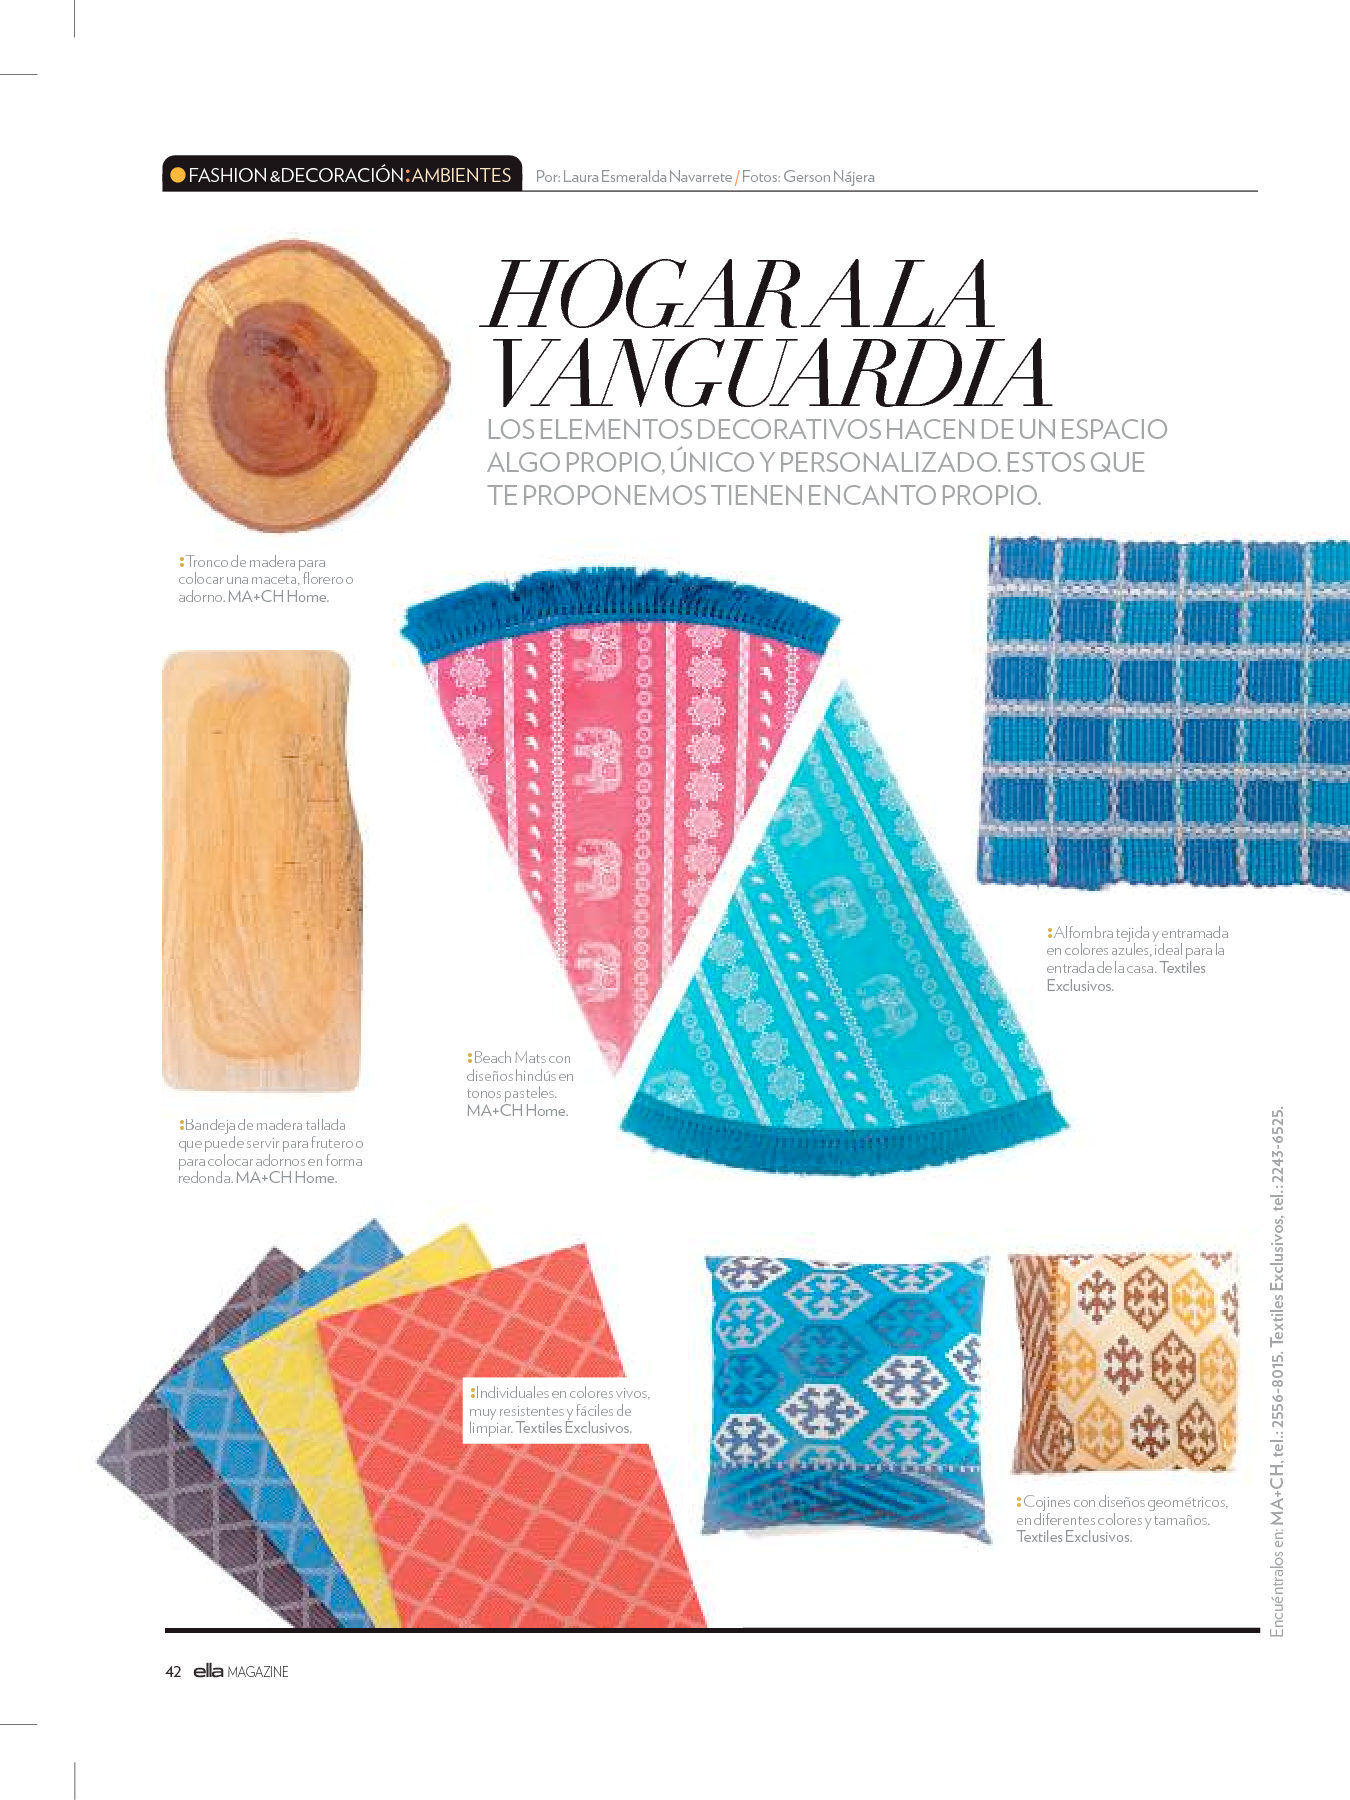 FASHION &DECORACIÓN:AMBIENTES
Por: Laura Esmeralda Navarrete / Fotos: Gerson Nájera
HOGAR A LA
VANGUARDIA
LOS ELEMENTOS DECORATIVOS HACEN DE UN ESPACIO
ALGO PROPIO, ÚNICO Y PERSONALIZADO. ESTOS QUE
TE PROPONEMOS TIENEN ENCANTO PROPIO.
:Tronco de madera para
colocar una maceta, florero o
adorno. MA+CH Home.
:Alfombra tejida y entramada
en colores azules, ideal para la
entrada de la casa. Textiles
Exclusivos.
:Beach Mats con
diseños hindús en
tonos pasteles.
MA+CH Home.
:Bandeja de madera tallada
que puede servir para frutero o
para colocar adornos en forma
redonda. MA+CH Home.
:Individuales en colores vivos,
muy resistentes y fáciles de
limpiar. Textiles Exclusivos.
:Cojines con diseños geométricos,
en diferentes colores y tamaños.
Textiles Exclusivos.
Encuéntralos en: MA+CH, tel.: 2556-8015. Textiles Exclusivos, tel.: 2243-6525.
42 ella MAGAZINE